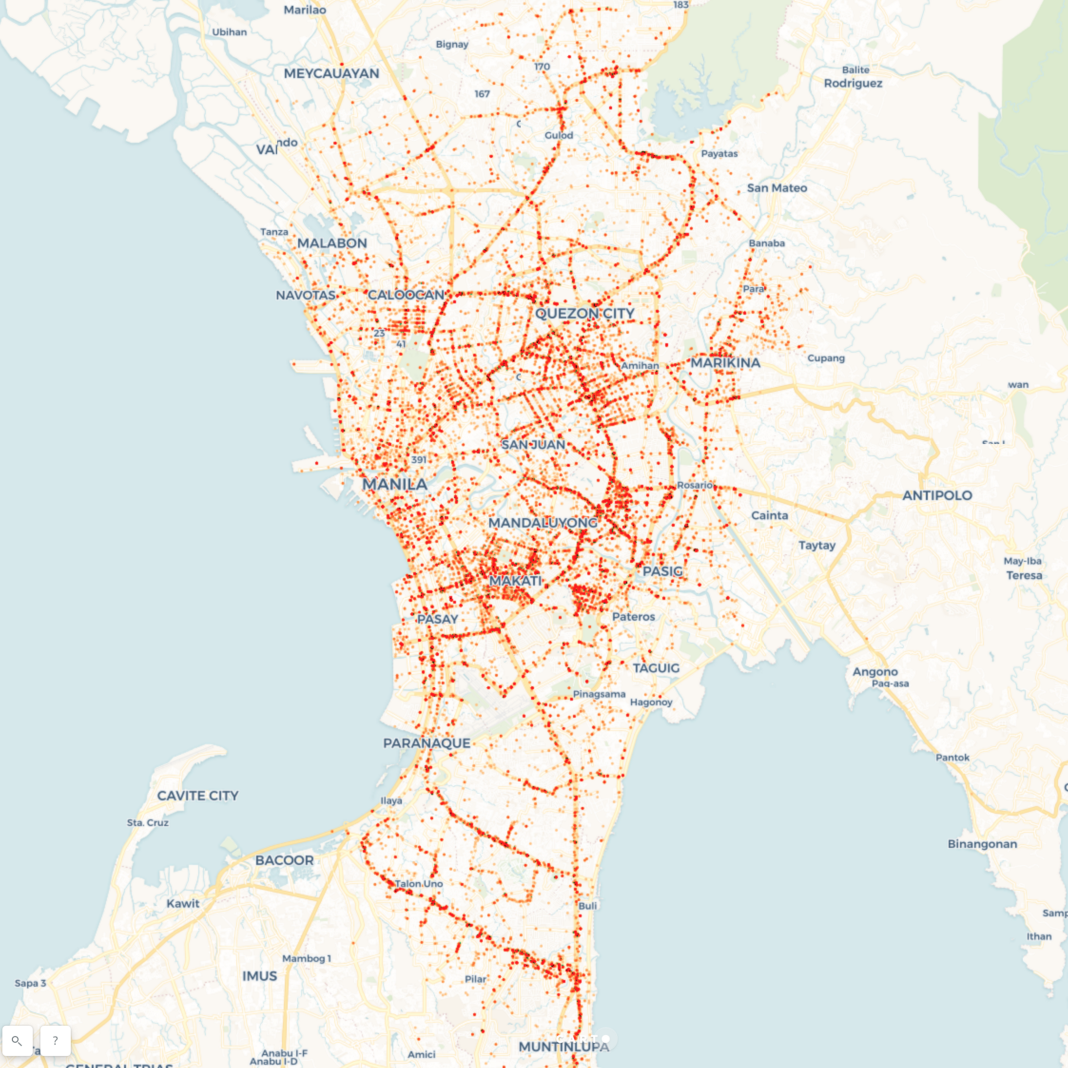 183
Marilao
Ubihan
Bignay
170
Balite
Rodriguez
MEYCAUAYAN
167
Gulod
ndo
VAl
Payatas
San Mateo
Tanza
MALABON
Banaba
NAVOTAS
CALOOCAN
Para
QUEZON CITY
23
41
Amihan
MARIKINA
Cupang
wan
SAN JUAN
391
MANILA
Rosario
ANTIPOLO
Cainta
MANDALUYONG
Taytay
May-Iba
Teresa
MAKATI
PASIG
PASAY
Pateros
TAGUIG
Angono
Pag-asa
Pinagsama
Hagonoy
PARANAQUE
Pantok
CAVITE CITY
Ilaya
Sta. Cruz
Binangonan
BACOOR
Talon Uno
Kawit
Buli
Samp
Ithan
Mambog 1
IMUS
Pilar
Sapa 3
?
MUNTINLUPA
Anabu I-F
Anabu I-D
Amici
GENERAL TRIAS